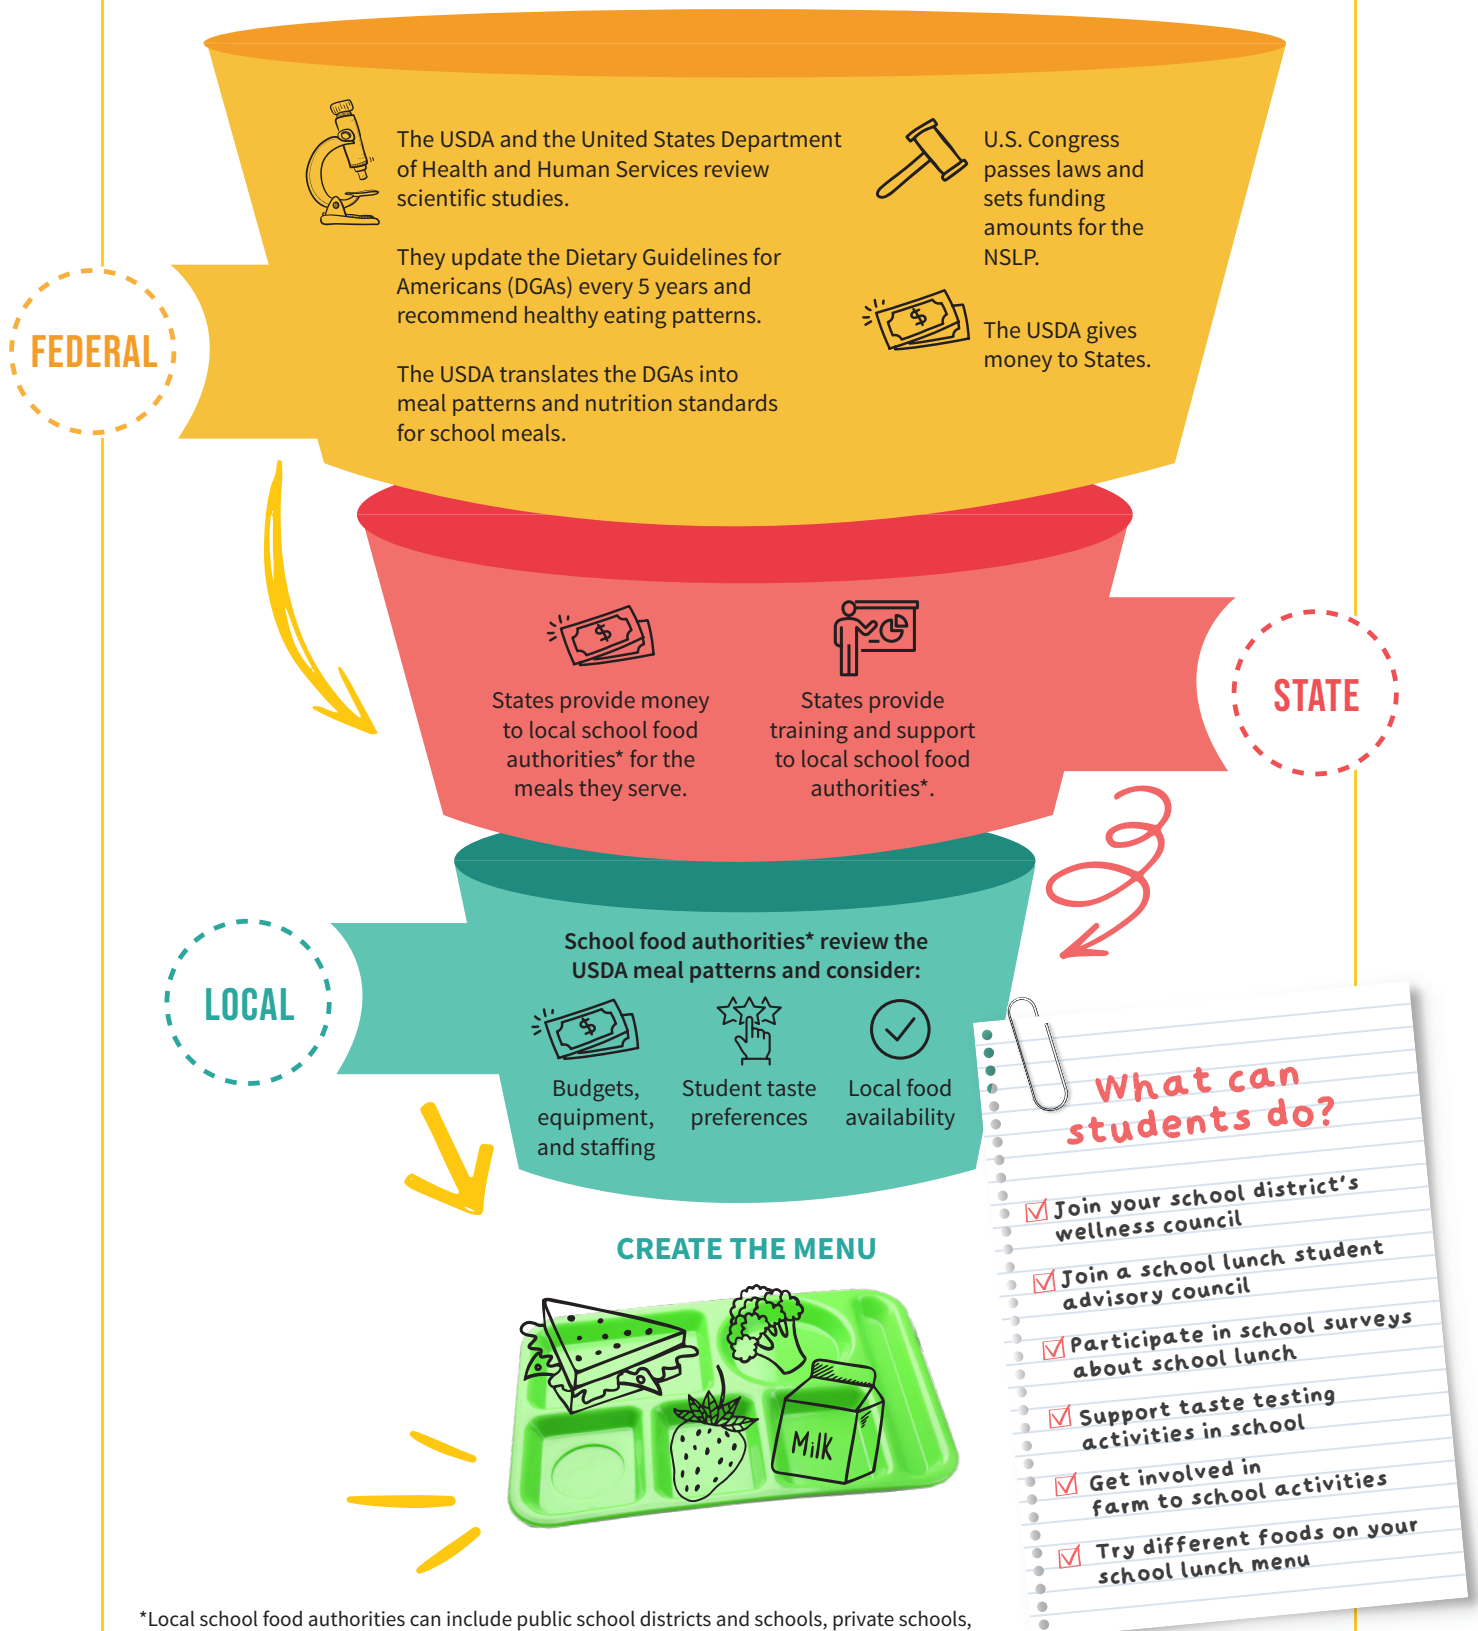 FEDERAL
The USDA and the United States Department
of Health and Human Services review
scientific studies.
They update the Dietary Guidelines for
Americans (DGAs) every 5 years and
recommend healthy eating patterns.
The USDA translates the DGAs into
meal patterns and nutrition standards
for school meals.
U.S. Congress
passes laws and
sets funding
amounts for the
NSLP.
$
The USDA gives
money to States.
STATE
$
States provide money
to local school food
authorities* for the
meals they serve.
States provide
training and support
to local school food
authorities*.
LOCAL
School food authorities* review the
USDA meal patterns and consider:
$
Budgets,
equipment,
and staffing
Student taste
preferences
Local food
availability
CREATE THE MENU
Milk
What can
students do?
Join your school district's
wellness council
Join a school lunch student
advisory council
Participate in school surveys
about school lunch
Support taste testing
activities in school
Get involved in
farm to school activities
Try different foods on your
school lunch menu
*Local school food authorities can include public school districts and schools, private schools,